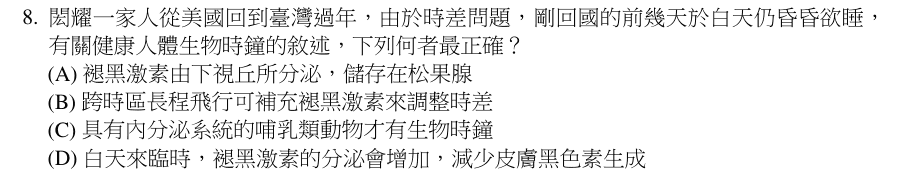 8. 閎耀一家人從美國回到臺灣過年，由於時差問題，剛回國的前幾天於白天仍昏昏欲睡，
有關健康人體生物時鐘的敘述，下列何者最正確？
(A) 褪黑激素由下視丘所分泌，儲存在松果腺
(B) 跨時區長程飛行可補充褪黑激素來調整時差
(C) 具有內分泌系統的哺乳類動物才有生物時鐘
(D) 白天來臨時，褪黑激素的分泌會增加，減少皮膚黑色素生成